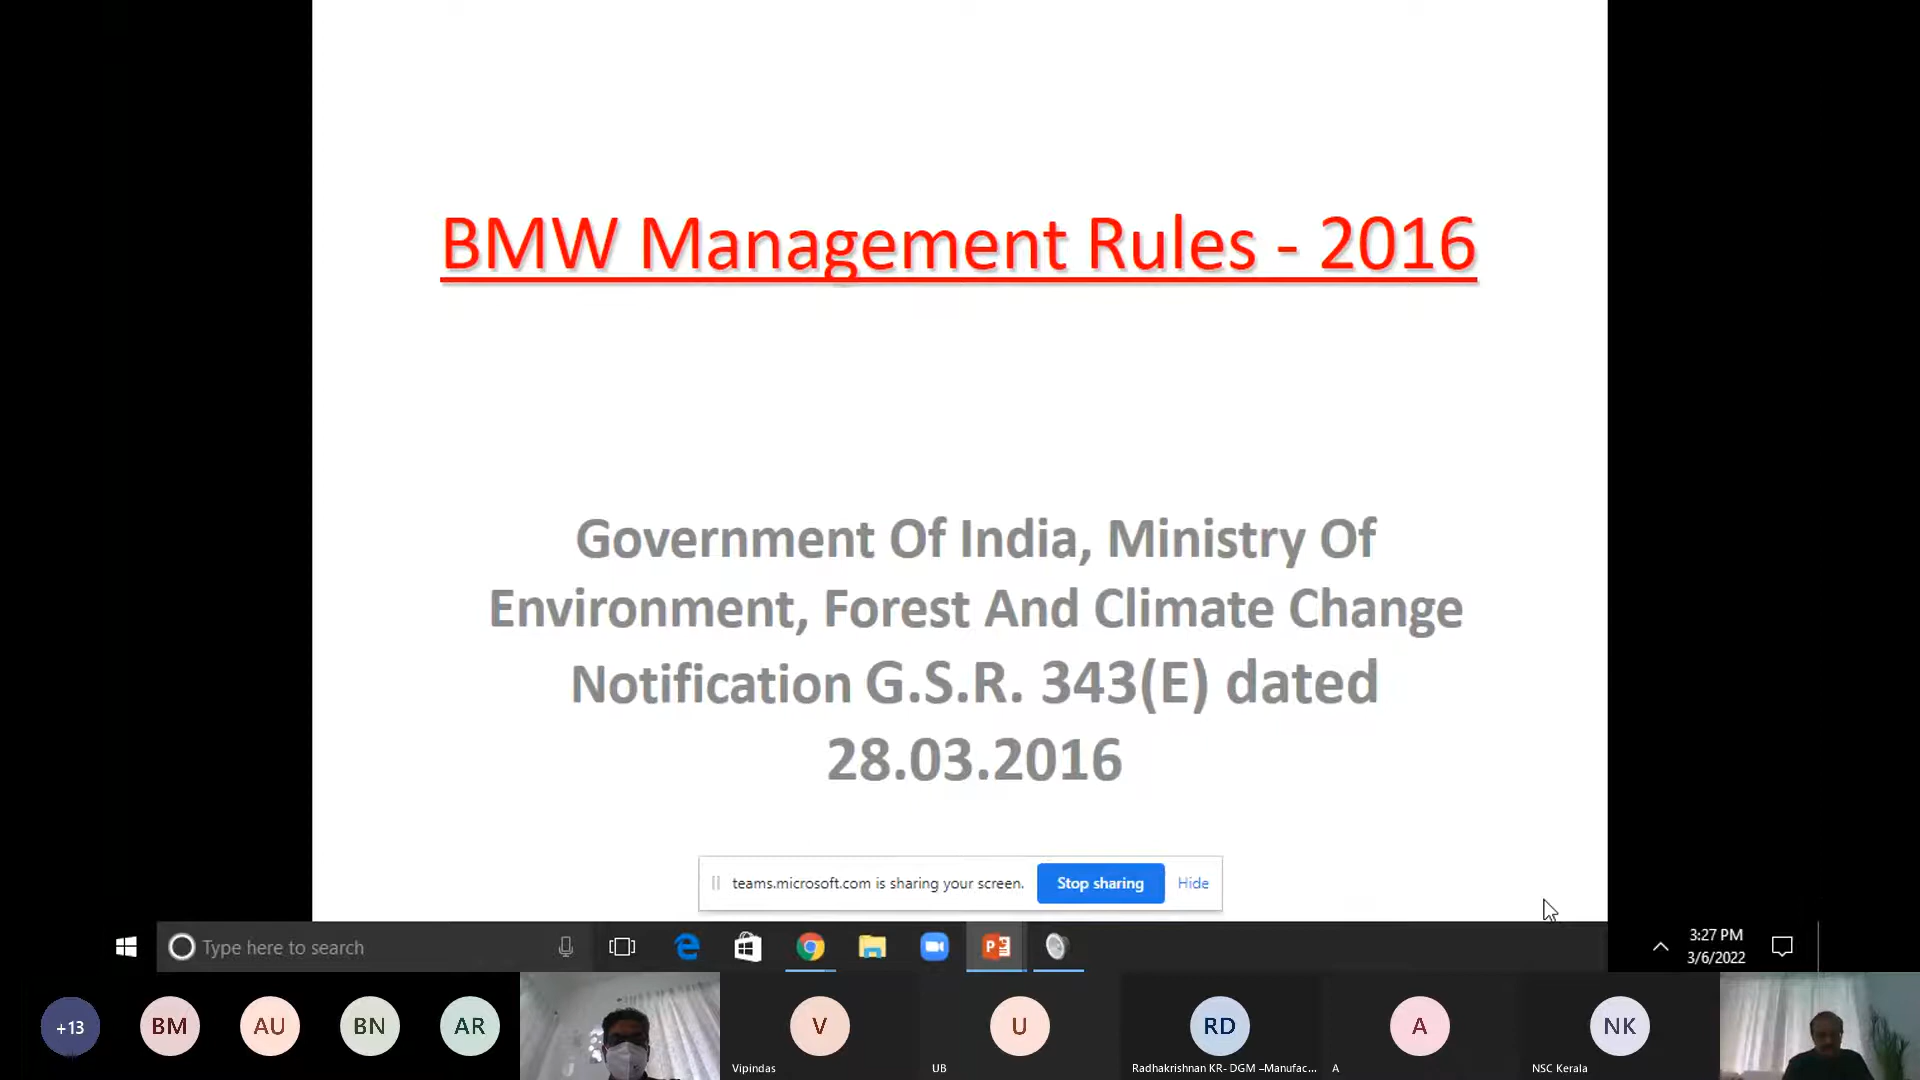 BMW Management Rules - 2016
Government Of India, Ministry Of
Environment, Forest And Climate Change
Notification G.S.R. 343(E) dated
28.03.2016
teams.microsoft.com is sharing your screen.
Stop sharing
Hide
Type here to search
3:27 PM
3/6/2022
+13
BM
AU
BN
AR
V
U
RD
A
NK
Vipindas
UB
Radhakrishnan KR- DGM –Manufac...
A
NSC Kerala